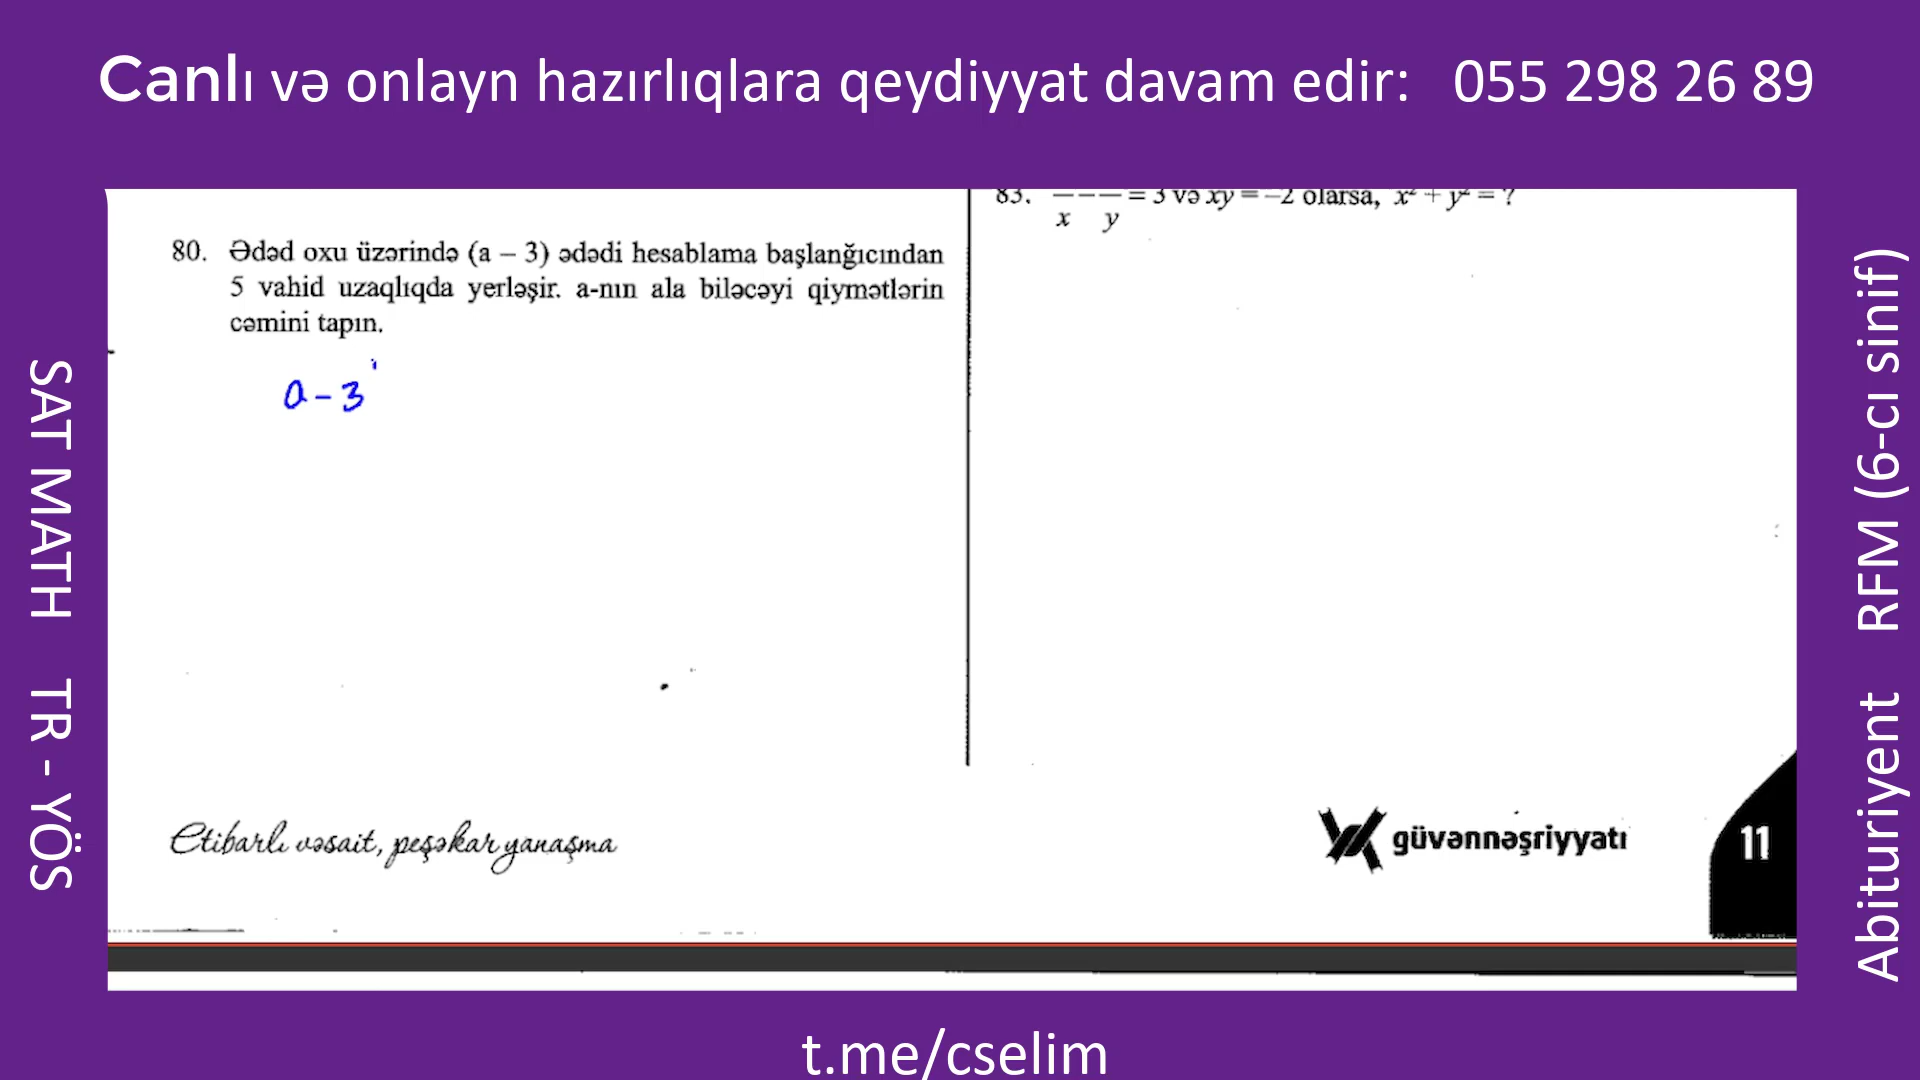 Canlı və onlayn hazırlıqlara qeydiyyat davam edir: 055 298 26 89
SAT MATH TR - YÖS
80. Ədəd oxu üzərində (a – 3) ədədi hesablama başlanğıcından
5 vahid uzaqlıqda yerləşir. a-nın ala biləcəyi qiymətlərin
cəmini tapın.
a - 3
83. = 3 və xy = –2 olarsa, x² + y² = ?
x y
Etibarlı vəsait, peşəkar yanaşma
güvənnəşriyyatı
11
Abituriyent RFM (6-cı sinif)
t.me/cselim